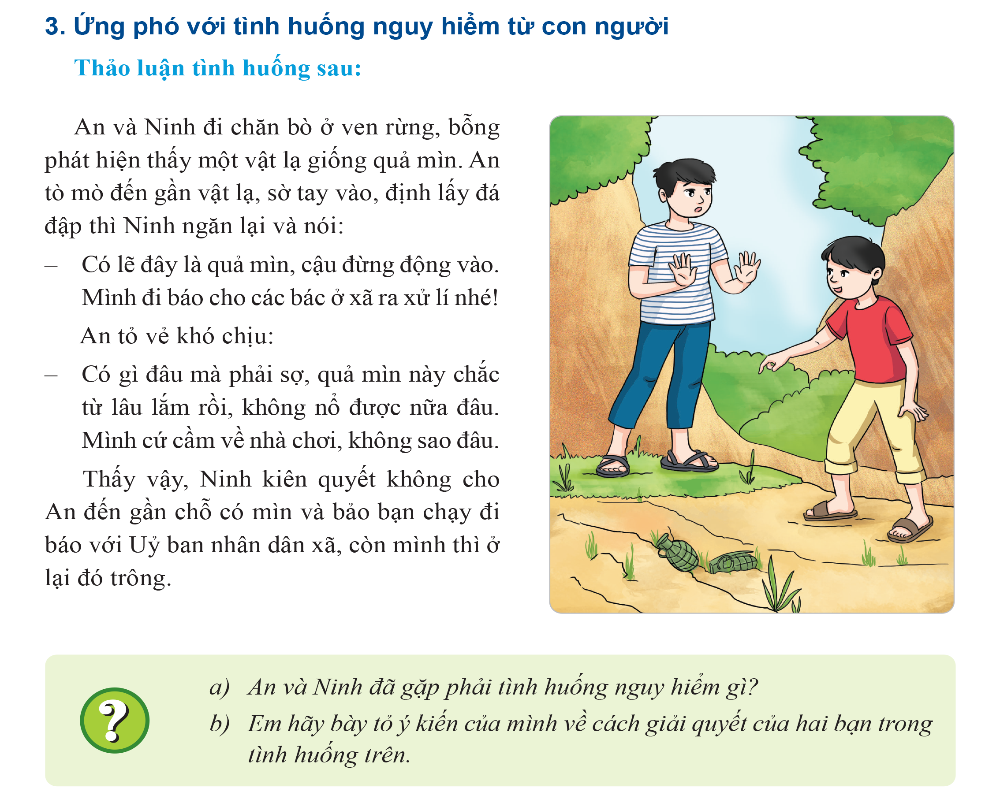 3. Ứng phó với tình huống nguy hiểm từ con người
Thảo luận tình huống sau:
An và Ninh đi chăn bò ở ven rừng, bỗng
phát hiện thấy một vật lạ giống quả mìn. An
tò mò đến gần vật lạ, sờ tay vào, định lấy đá
đập thì Ninh ngăn lại và nói:
– Có lẽ đây là quả mìn, cậu đừng động vào.
Mình đi báo cho các bác ở xã ra xử lí nhé!
An tỏ vẻ khó chịu:
– Có gì đâu mà phải sợ, quả mìn này chắc
từ lâu lắm rồi, không nổ được nữa đâu.
Mình cứ cầm về nhà chơi, không sao đâu.
Thấy vậy, Ninh kiên quyết không cho
An đến gần chỗ có mìn và bảo bạn chạy đi
báo với Uỷ ban nhân dân xã, còn mình thì ở
lại đó trông.
?
a) An và Ninh đã gặp phải tình huống nguy hiểm gì?
b) Em hãy bày tỏ ý kiến của mình về cách giải quyết của hai bạn trong
tình huống trên.